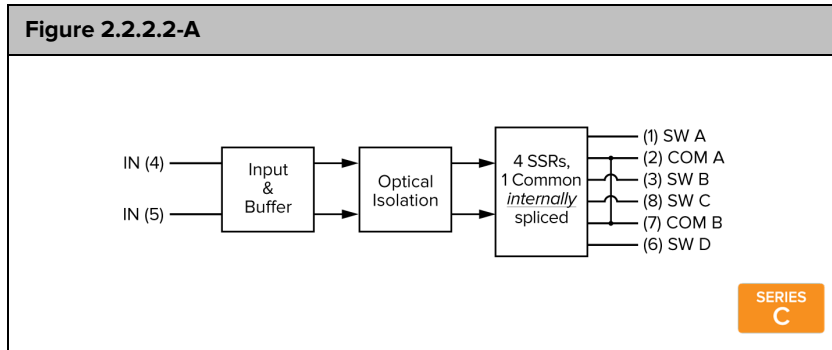 Figure 2.2.2.2-A
IN (4)
IN (5)
Input
&
Buffer
Optical
Isolation
4 SSRs,
1 Common
internally
spliced
(1) SW A
(2) COM A
(3) SW B
(8) SW C
(7) COM B
(6) SW D
SERIES
C